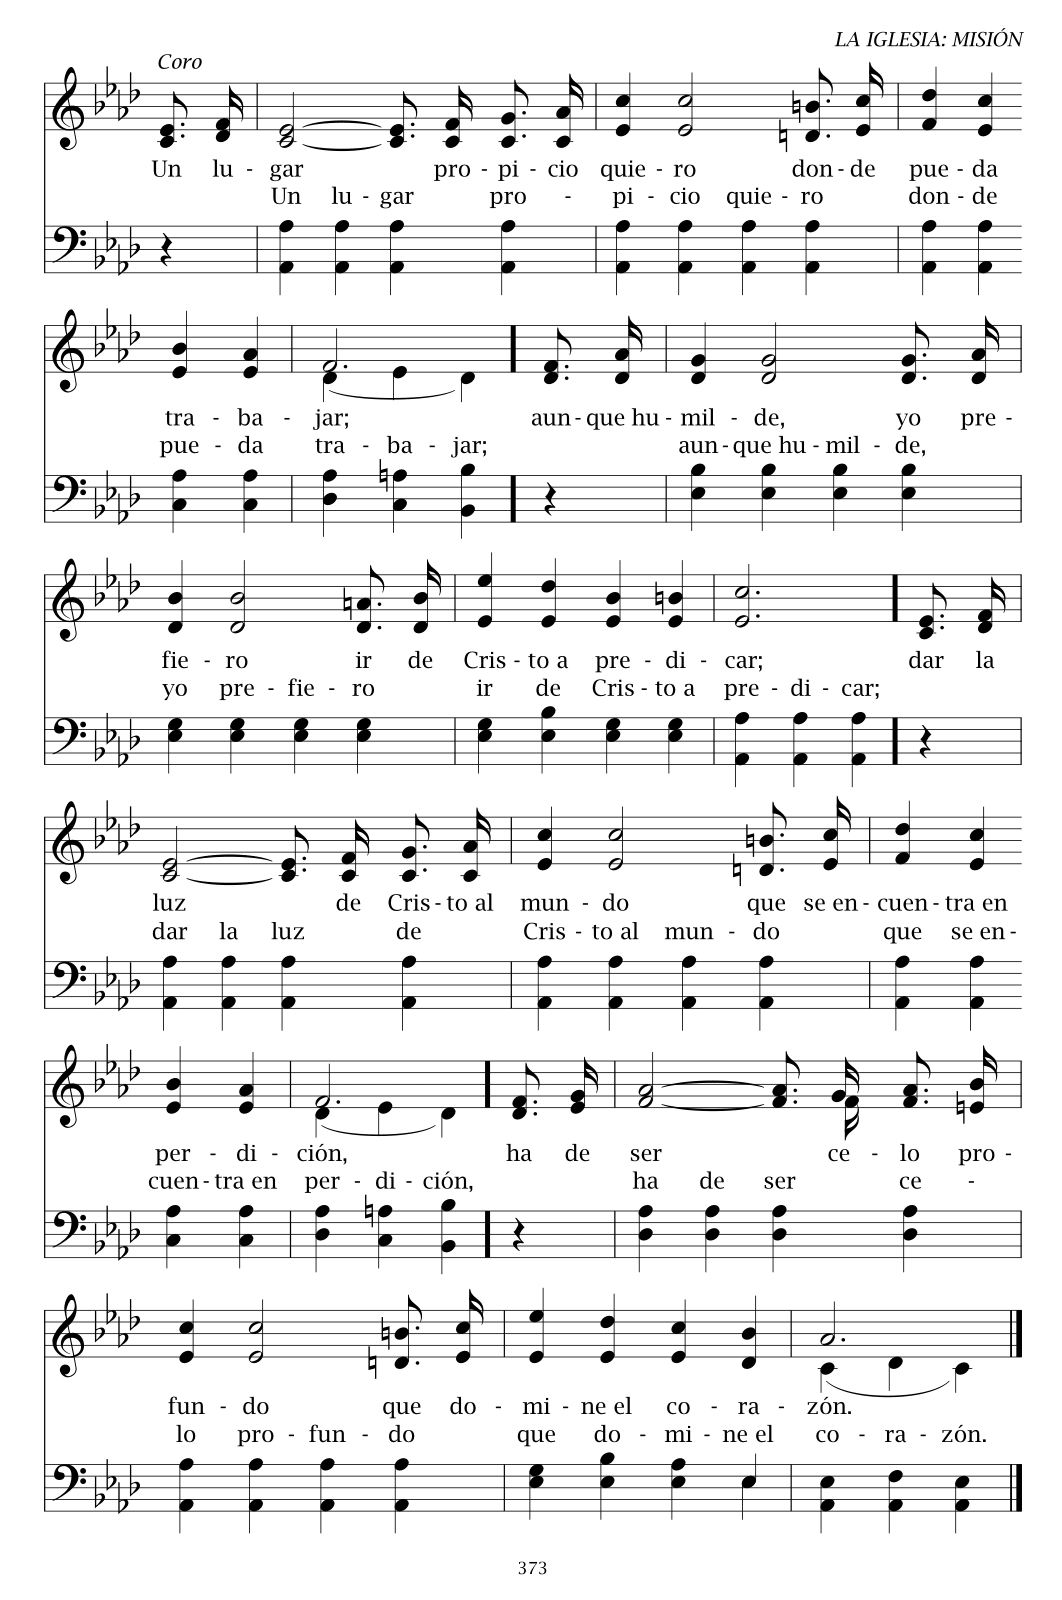 LA IGLESIA: MISIÓN
Coro
Un lu - gar pro - pi - cio quie - ro don - de pue - da
Un lu - gar pro - pi - cio quie - ro don - de
tra - ba - jar; aun - que hu - mil - de, yo pre -
pue - da tra - ba - jar; aun - que hu - mil - de,
fie - ro ir de Cris - to a pre - di - car; dar la
yo pre - fie - ro ir de Cris - to a pre - di - car;
luz de Cris - to al mun - do que se en - cuen - tra en
dar la luz de Cris - to al mun - do que se en -
per - di - ción, ha de ser ce - lo pro -
cuen - tra en per - di - ción, ha de ser ce -
fun - do que do - mi - ne el co - ra - zón.
lo pro - fun - do que do - mi - ne el co - ra - zón.
373